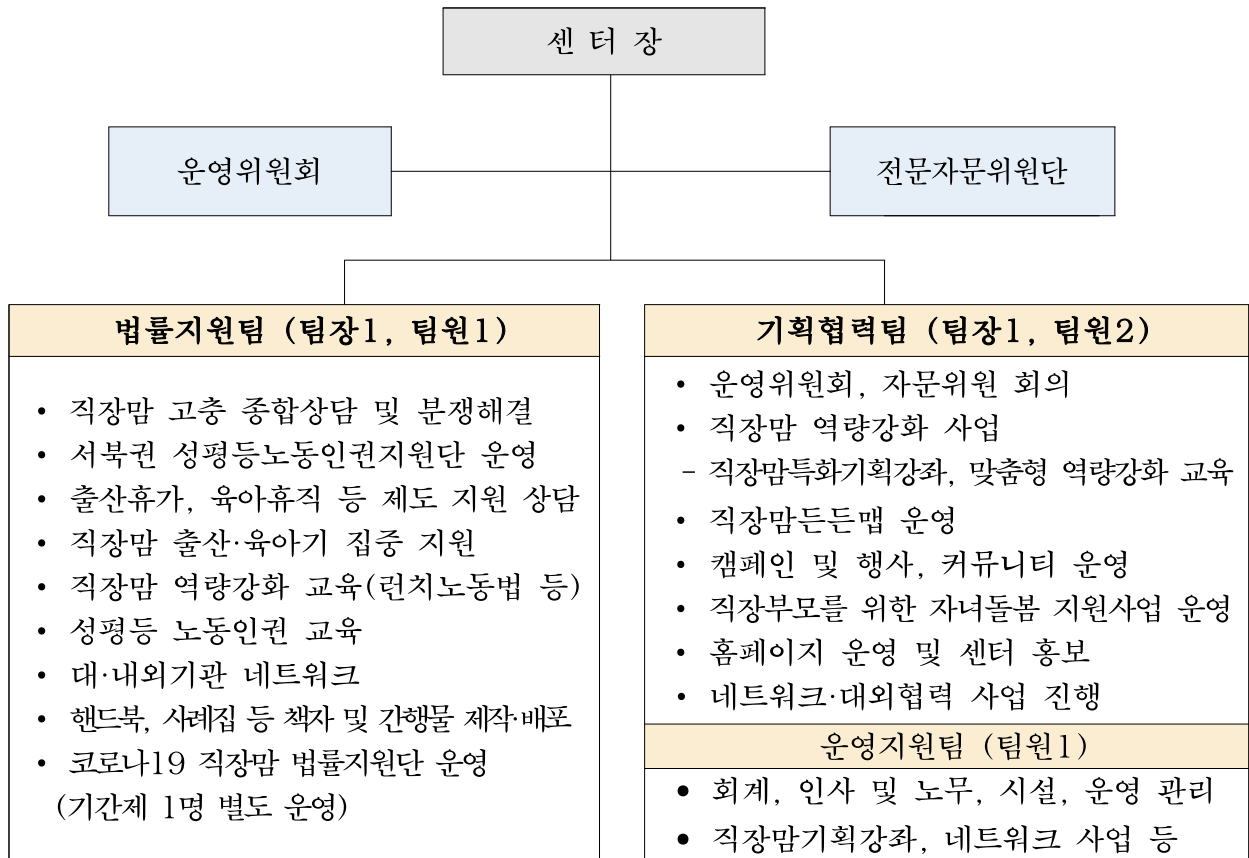 센 터 장
운영위원회
전문자문위원단
법률지원팀 (팀장1, 팀원1)
• 직장맘 고충 종합상담 및 분쟁해결
• 서북권 성평등노동인권지원단 운영
• 출산휴가, 육아휴직 등 제도 지원 상담
• 직장맘 출산·육아기 집중 지원
• 직장맘 역량강화 교육(런치노동법 등)
• 성평등 노동인권 교육
• 대·내외기관 네트워크
• 핸드북, 사례집 등 책자 및 간행물 제작·배포
• 코로나19 직장맘 법률지원단 운영
(기간제 1명 별도 운영)
기획협력팀 (팀장1, 팀원2)
• 운영위원회, 자문위원 회의
• 직장맘 역량강화 사업
- 직장맘특화기획강좌, 맞춤형 역량강화 교육
• 직장맘든든맵 운영
• 캠페인 및 행사, 커뮤니티 운영
• 직장부모를 위한 자녀돌봄 지원사업 운영
• 홈페이지 운영 및 센터 홍보
• 네트워크·대외협력 사업 진행
운영지원팀 (팀원1)
• 회계, 인사 및 노무, 시설, 운영 관리
• 직장맘기획강좌, 네트워크 사업 등